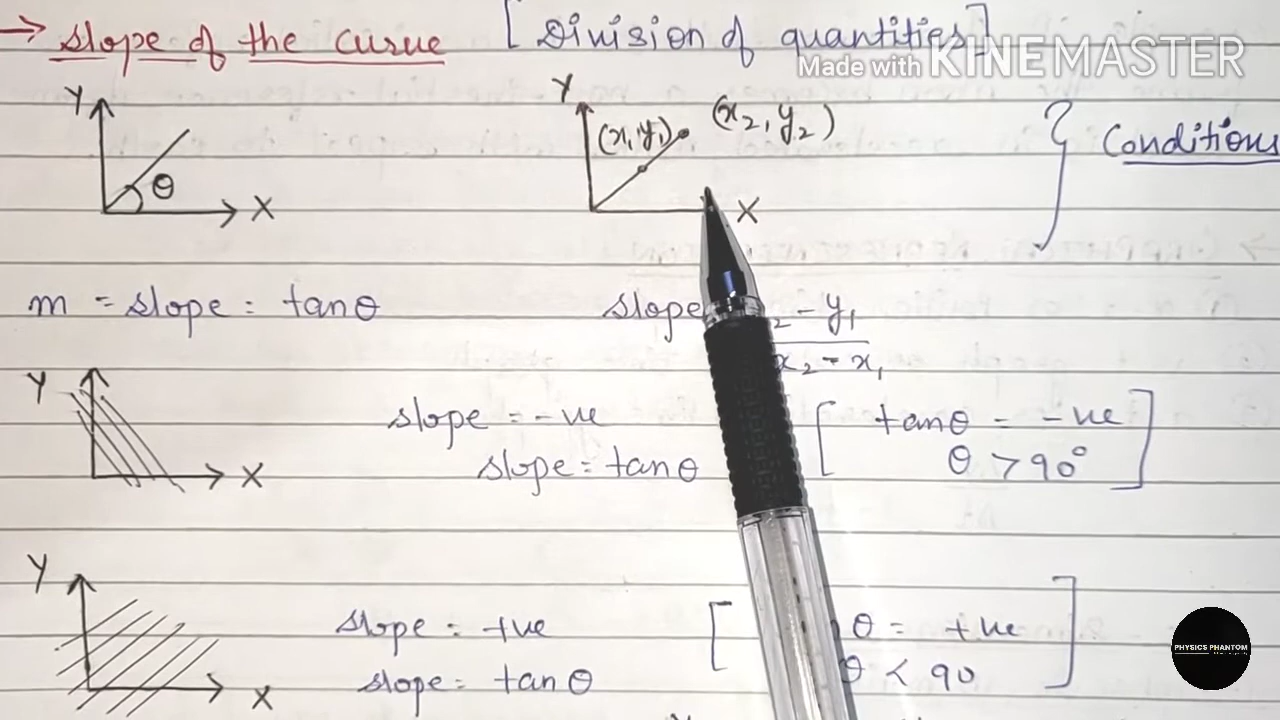 → slope of the curve [Division of quantities]
Made with KINEMASTER
Y Y (x1,y1) (x2, y2) } Conditions
θ X X
m = slope = tanθ slope 2 - y1
x2 - x1
Y slope = -ve [ tanθ = -ve
X slope = tanθ θ > 90° ]
Y
slope = +ve [ θ = +ve
X slope = tanθ θ < 90 ]
PHYSICS PHANTOM